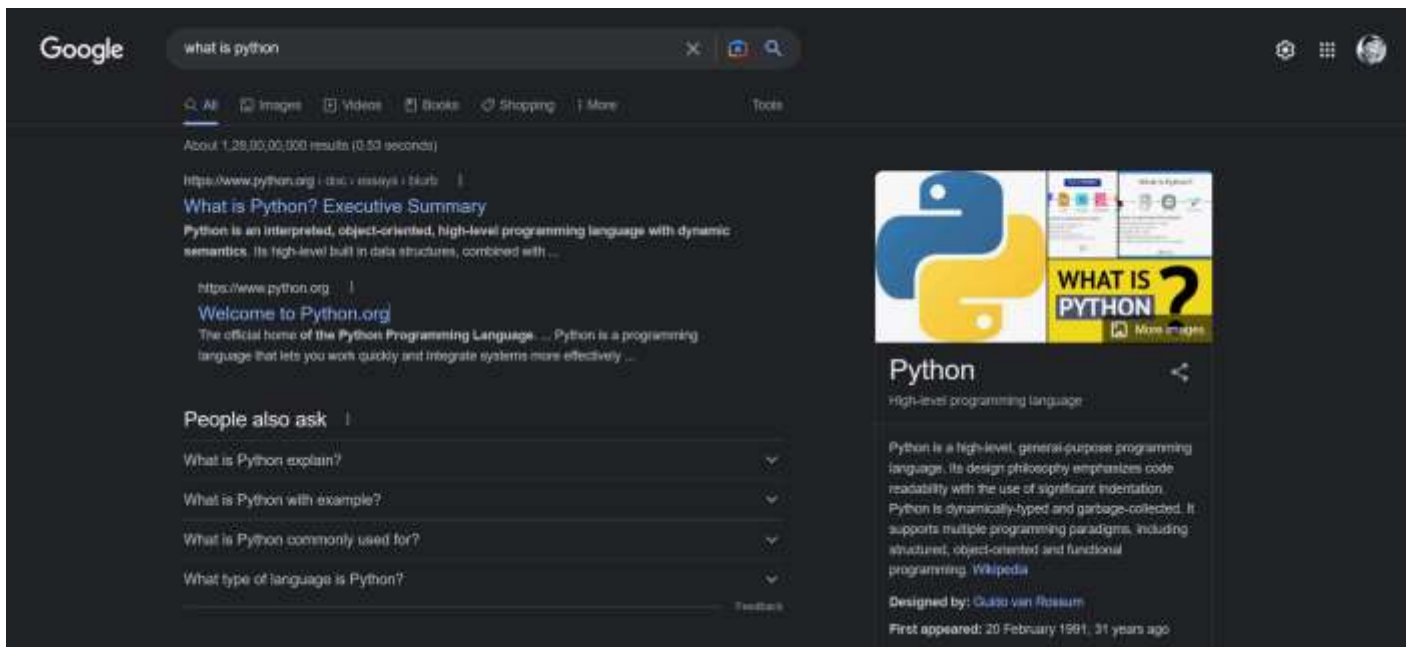 Google
what is python
All Images Videos Books Shopping More Tools
About 1,28,00,00,000 results (0.53 seconds)
https://www.python.org › doc › essays › blurb
What is Python? Executive Summary
Python is an interpreted, object-oriented, high-level programming language with dynamic
semantics. Its high-level built in data structures, combined with ...
https://www.python.org
Welcome to Python.org
The official home of the Python Programming Language. ... Python is a programming
language that lets you work quickly and integrate systems more effectively ...
People also ask
What is Python explain?
What is Python with example?
What is Python commonly used for?
What type of language is Python?
Feedback
What is Python?
WHAT IS
PYTHON ?
More images
Python
High-level programming language
Python is a high-level, general-purpose programming
language. Its design philosophy emphasizes code
readability with the use of significant indentation.
Python is dynamically-typed and garbage-collected. It
supports multiple programming paradigms, including
structured, object-oriented and functional
programming. Wikipedia
Designed by: Guido van Rossum
First appeared: 20 February 1991, 31 years ago